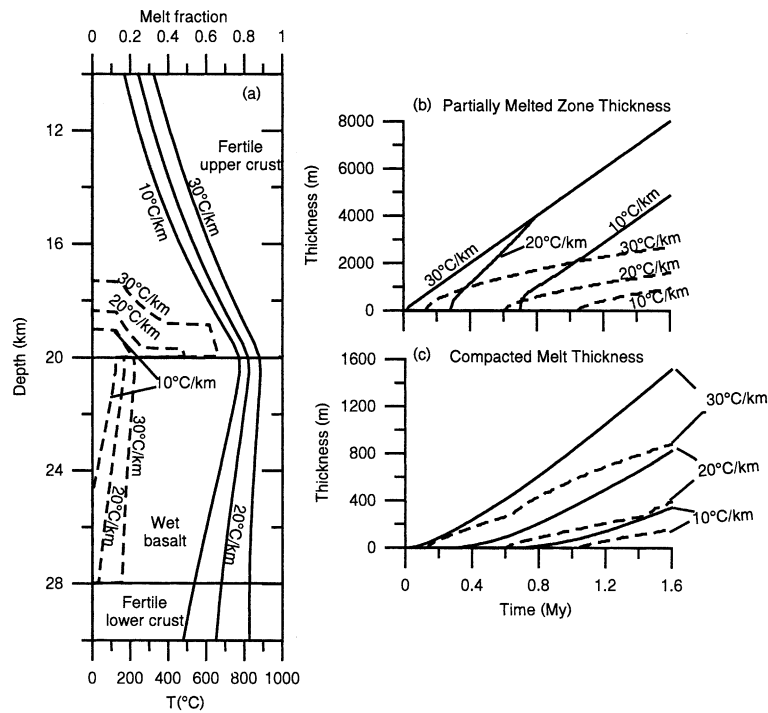 Melt fraction
0 0.2 0.4 0.6 0.8 1
(a)
12
Fertile
upper crust
10°C/km
30°C/km
16
30°C/km
20°C/km
Depth (km)
20
10°C/km
30°C/km
24
20°C/km
Wet
basalt
20°C/km
28
Fertile
lower crust
0 200 400 600 800 1000
T(°C)
(b) Partially Melted Zone Thickness
8000
6000
4000
2000
0
Thickness (m)
30°C/km
20°C/km
10°C/km
30°C/km
20°C/km
10°C/km
(c) Compacted Melt Thickness
1600
1200
800
400
0
Thickness (m)
30°C/km
20°C/km
10°C/km
0 0.4 0.8 1.2 1.6
Time (My)